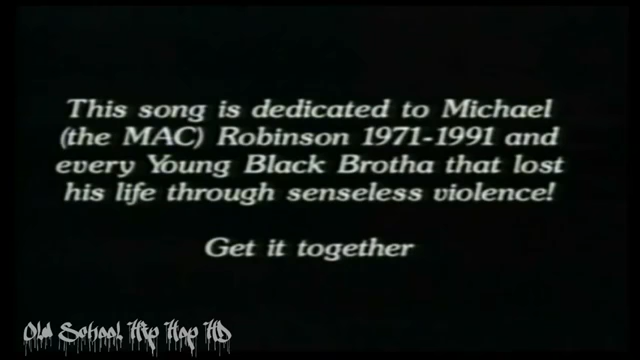 This song is dedicated to Michael
(the MAC) Robinson 1971-1991 and
every Young Black Brotha that lost
his life through senseless violence!
Get it together
Old School Hip Hop HD